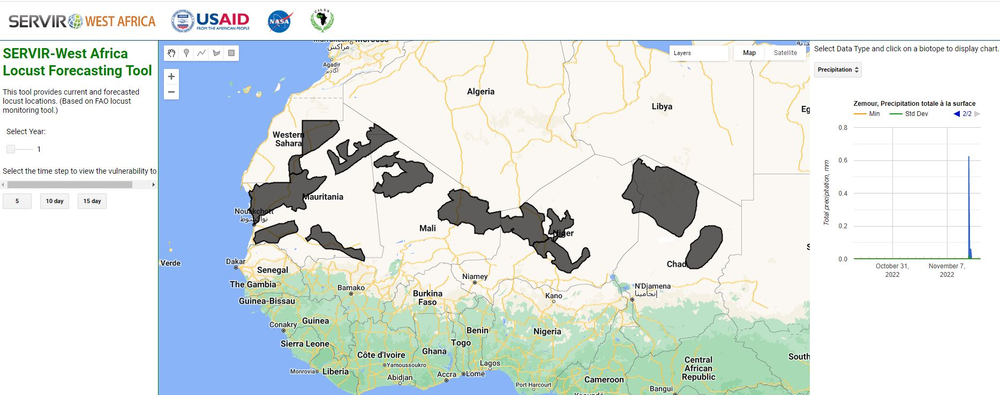 SERVIR WEST AFRICA
USAID
FROM THE AMERICAN PEOPLE
NASA
CILSS
SERVIR-West Africa
Locust Forecasting Tool
This tool provides current and forecasted
locust locations. (Based on FAO locust
monitoring tool.)
Select Year:
1
Select the time step to view the vulnerability to
5
10 day
15 day
+
−
Layers
Map
Satellite
مراكش
Agadir
أكادير
Algeria
Libya
Eg
Western
Sahara
Mauritania
Nouakchott
نواكشوط
Mali
Niger
Chad
Verde
Dakar
Senegal
The Gambia
Guinea-Bissau
Bamako
Niamey
Burkina
Faso
Kano
N'Djamena
إنجامينا
Conakry
Guinea
Sierra Leone
Benin
Nigeria
Togo
Côte d'Ivoire
Ghana
Yamoussoukro
Monrovia
Liberia
Lagos
Abidjan
Accra
Lomé
Port Harcourt
Cameroon
Central
African
Republic
South
Bangui
Select Data Type and click on a biotope to display chart.
Precipitation
Zemour, Precipitation totale à la surface
Min
Std Dev
2/2
Total precipitation, mm
0.8
0.6
0.4
0.2
0.0
October 31,
2022
November 7,
2022